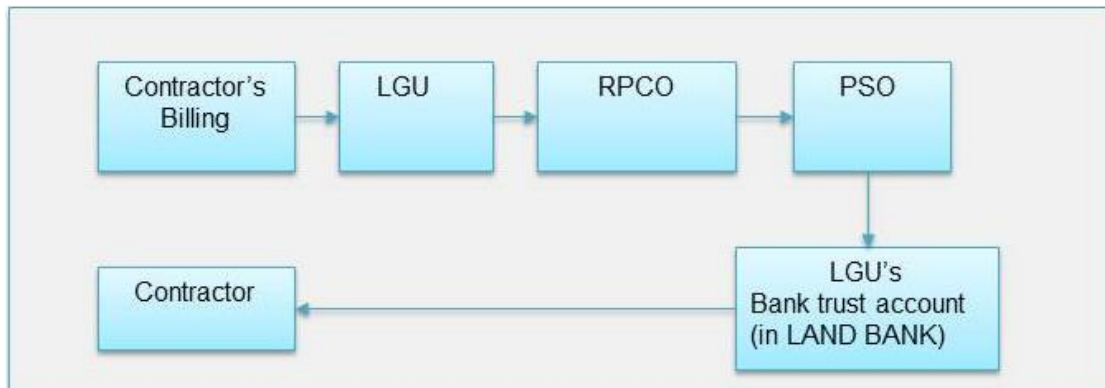 Contractor’s
Billing
LGU
RPCO
PSO
LGU’s
Bank trust account
(in LAND BANK)
Contractor